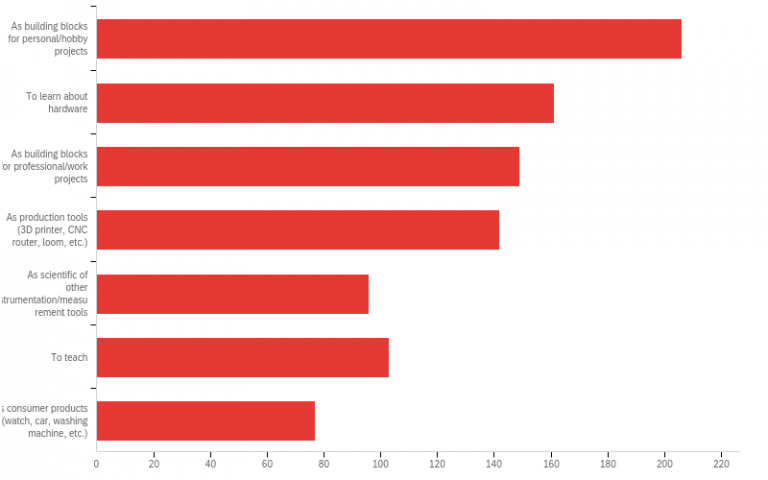 As building blocks
for personal/hobby
projects
To learn about
hardware
As building blocks
or professional/work
projects
As production tools
(3D printer, CNC
router, loom, etc.)
As scientific of
other
strumentation/measu
rement tools
To teach
s consumer products
(watch, car, washing
machine, etc.)
0 20 40 60 80 100 120 140 160 180 200 220